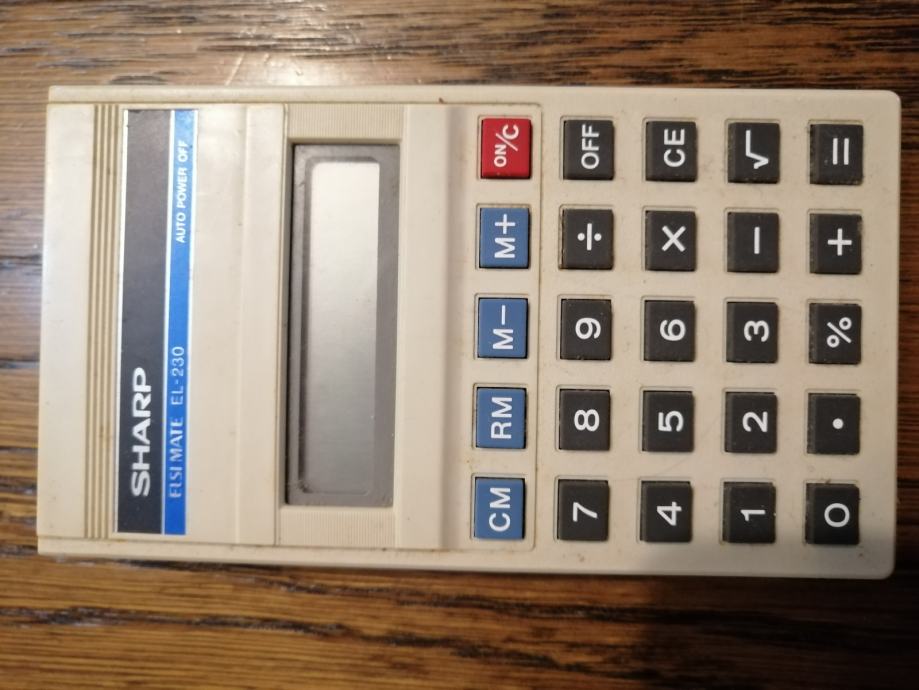 SHARP
ELSI MATE EL-230 AUTO POWER OFF
CM RM M− M+ ON/C
7 8 9 ÷ OFF
4 5 6 × CE
1 2 3 − √
0 • % + =